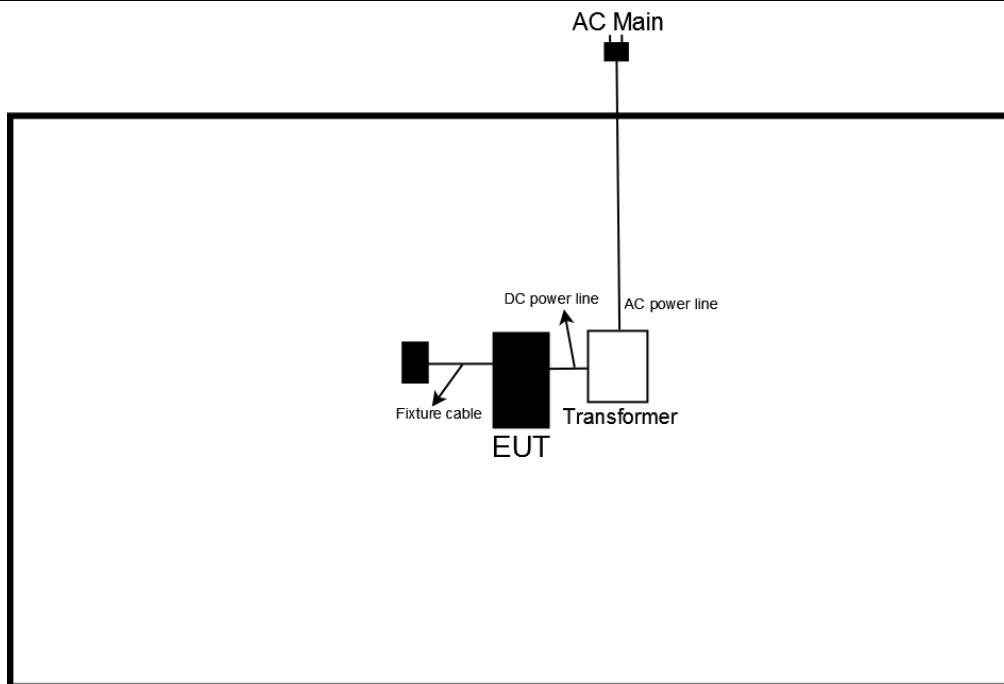 AC Main
DC power line
AC power line
Fixture cable
Transformer
EUT